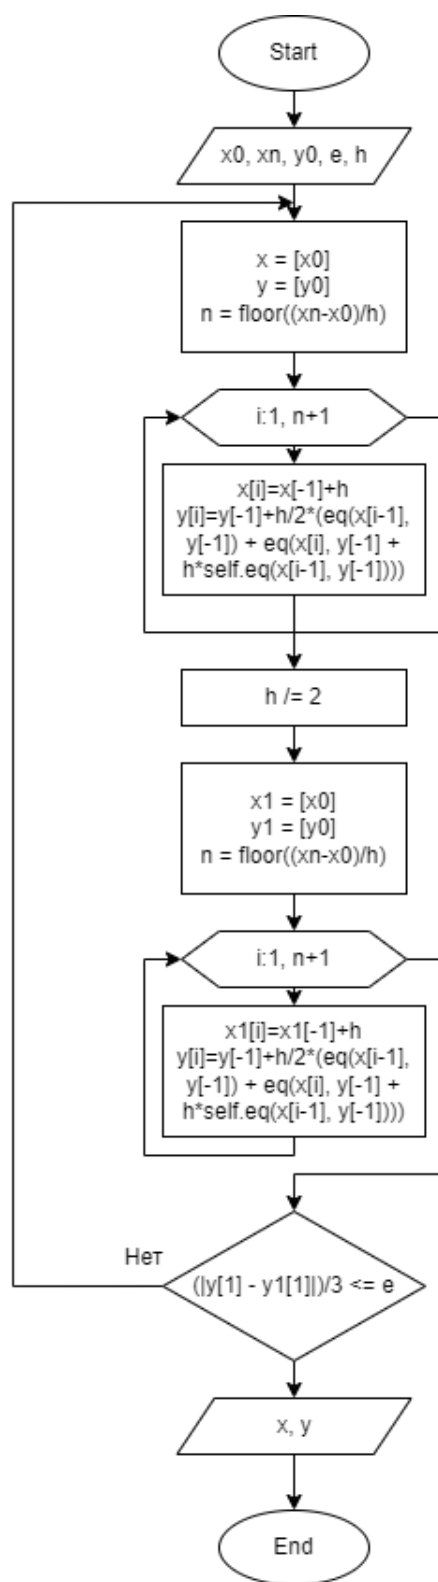 Start
x0, xn, y0, e, h
x = [x0]
y = [y0]
n = floor((xn-x0)/h)
i:1, n+1
x[i]=x[-1]+h
y[i]=y[-1]+h/2*(eq(x[i-1],
y[-1]) + eq(x[i], y[-1] +
h*self.eq(x[i-1], y[-1])))
h /= 2
x1 = [x0]
y1 = [y0]
n = floor((xn-x0)/h)
i:1, n+1
x1[i]=x1[-1]+h
y[i]=y[-1]+h/2*(eq(x[i-1],
y[-1]) + eq(x[i], y[-1] +
h*self.eq(x[i-1], y[-1])))
Нет
(|y[1] - y1[1]|)/3 <= e
x, y
End